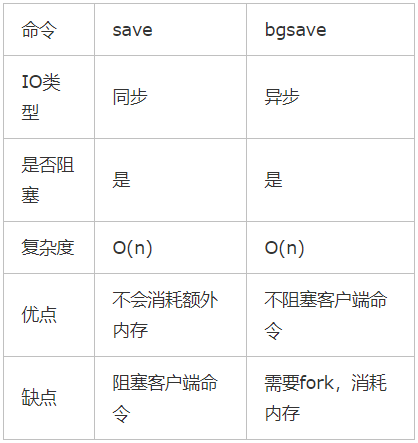 命令 save bgsave
IO类
型
同步 异步
是否阻
塞
是 是
复杂度 O(n) O(n)
优点
不会消耗额外
内存
不阻塞客户端命
令
缺点
阻塞客户端命
令
需要fork，消耗
内存